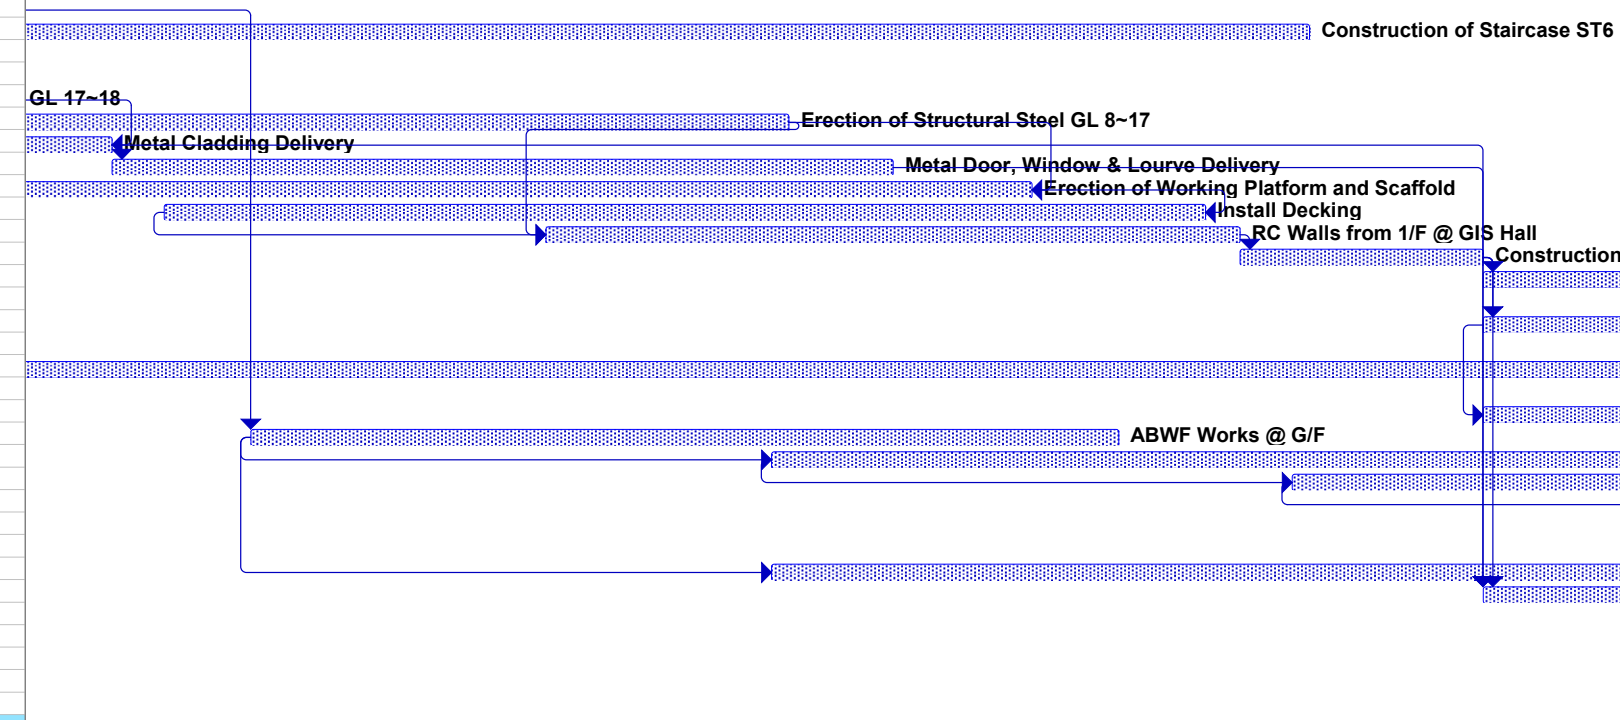 Construction of Staircase ST6
GL 17~18
Erection of Structural Steel GL 8~17
Metal Cladding Delivery
Metal Door, Window & Lourve Delivery
Erection of Working Platform and Scaffold
Install Decking
RC Walls from 1/F @ GIS Hall
Construction
ABWF Works @ G/F